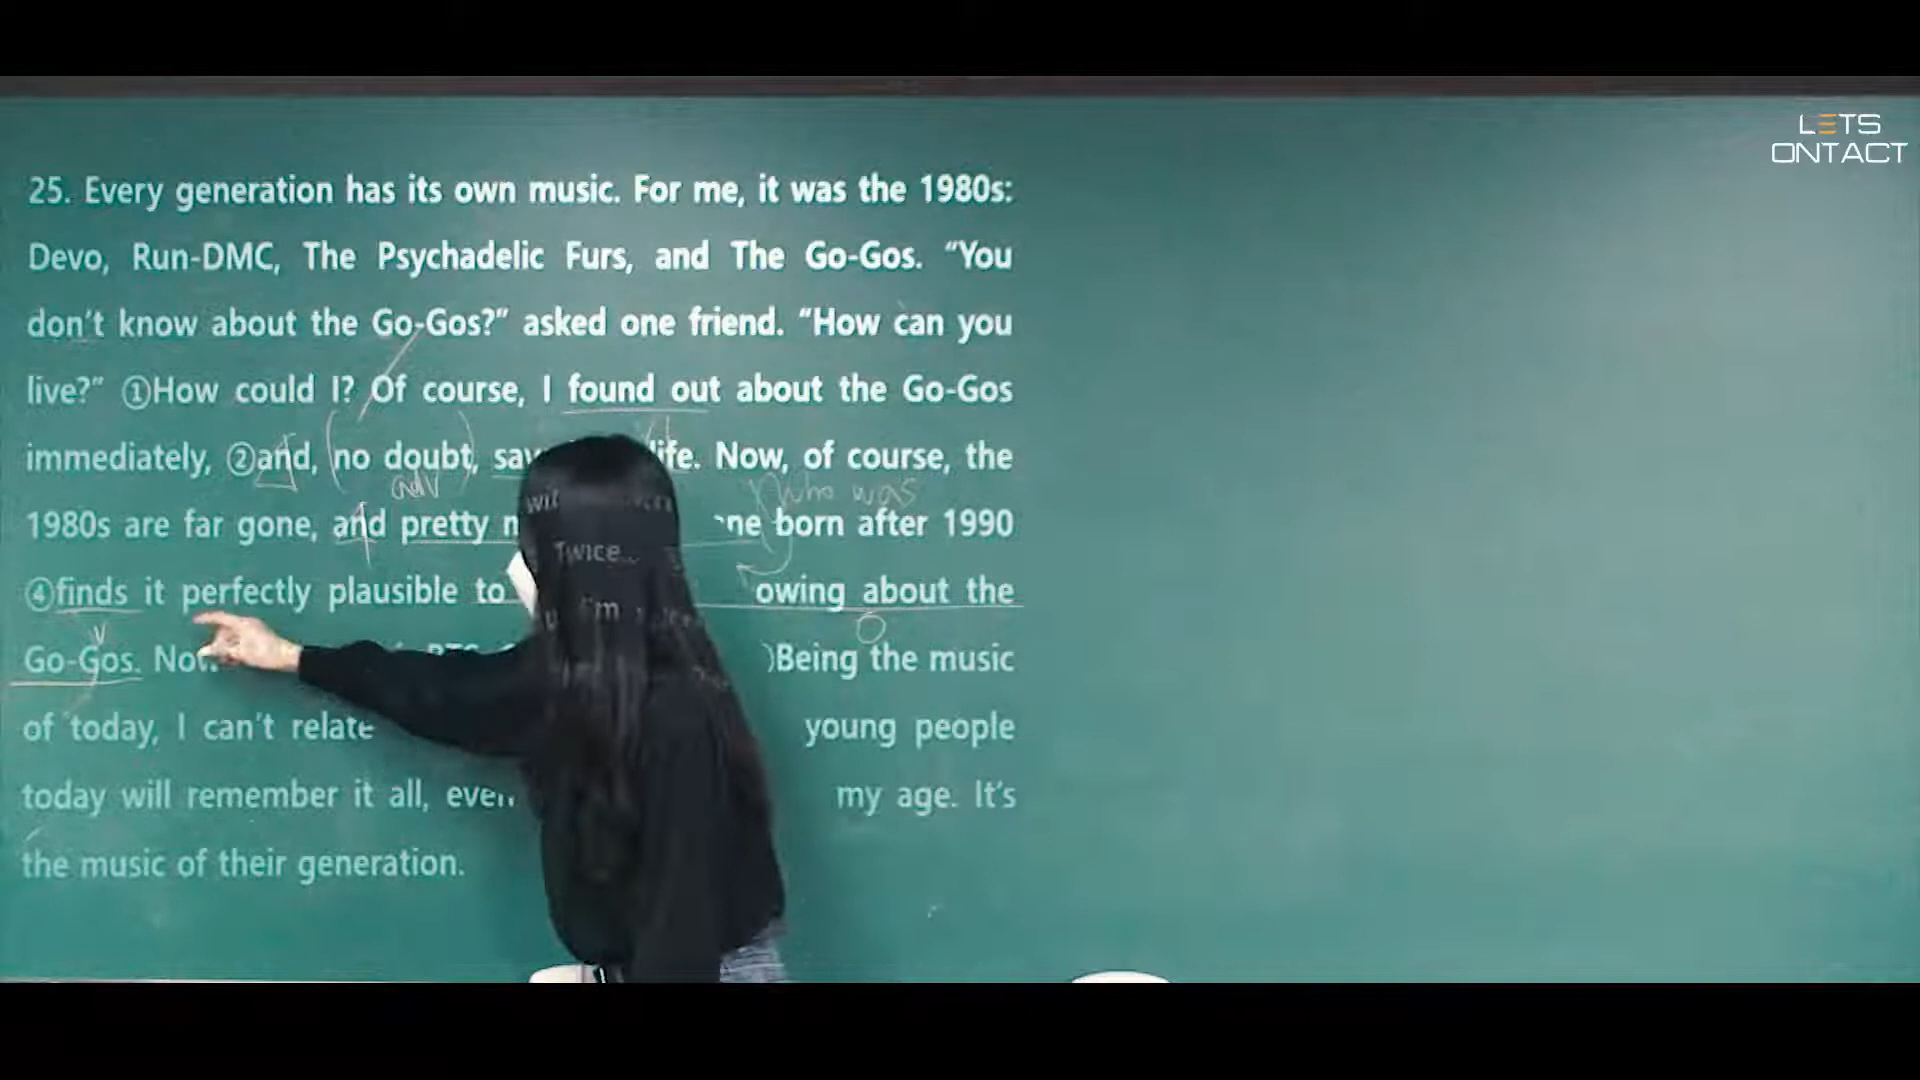 LETS
ONTACT
25. Every generation has its own music. For me, it was the 1980s:
Devo, Run-DMC, The Psychadelic Furs, and The Go-Gos. “You
don’t know about the Go-Gos?” asked one friend. “How can you
live?” ①How could I? Of course, I found out about the Go-Gos
immediately, ②and, no doubt, life. Now, of course, the
adv who was
1980s are far gone, and pretty born after 1990
Twice
④finds it perfectly plausible to about the
I'm
Go-Gos. Being the music
of today, I can’t relate young people
today will remember it all, even my age. It’s
the music of their generation.